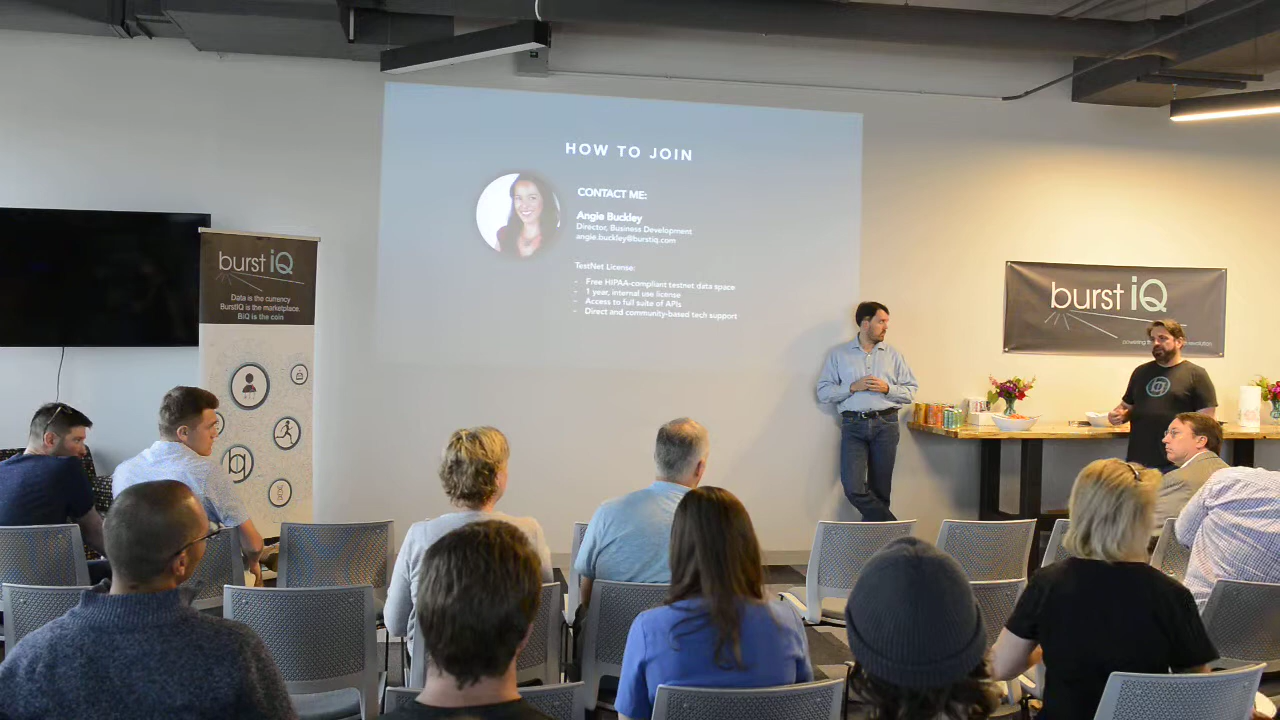 HOW TO JOIN
CONTACT ME:
Angie Buckley
Director, Business Development
angie.buckley@burstiq.com
TestNet License:
- Free HIPAA-compliant testnet data space
- 1 year, internal use license
- Access to full suite of APIs
- Direct and community-based tech support
burst iQ
Data is the currency
BurstIQ is the marketplace.
BiQ is the coin
burst iQ
powering th